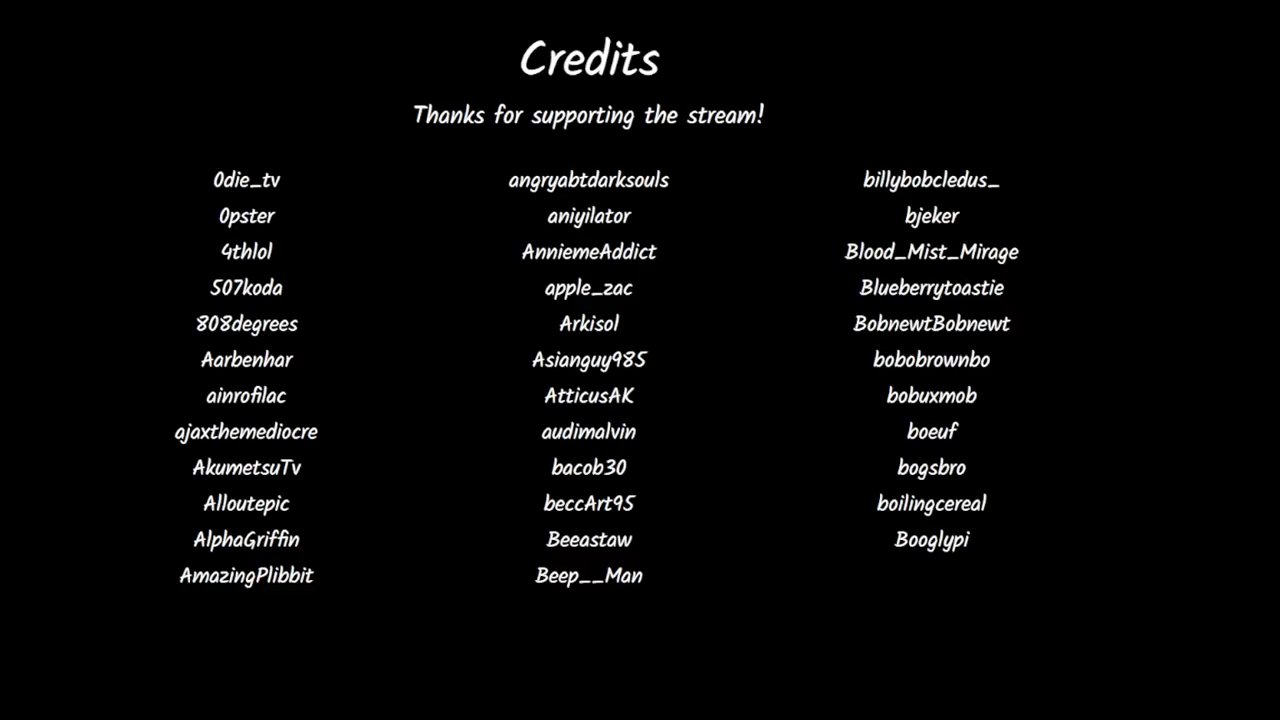 Credits
Thanks for supporting the stream!
0die_tv
0pster
4thlol
507koda
808degrees
Aarbenhar
ainrofilac
ajaxthemediocre
AkumetsuTv
Alloutepic
AlphaGriffin
AmazingPlibbit
angryabtdarksouls
aniyilator
AnniemeAddict
apple_zac
Arkisol
Asianguy985
AtticusAK
audimalvin
bacob30
beccArt95
Beeastaw
Beep__Man
billybobcledus_
bjeker
Blood_Mist_Mirage
Blueberrytoastie
BobnewtBobnewt
bobobrownbo
bobuxmob
boeuf
bogsbro
boilingcereal
Booglypi